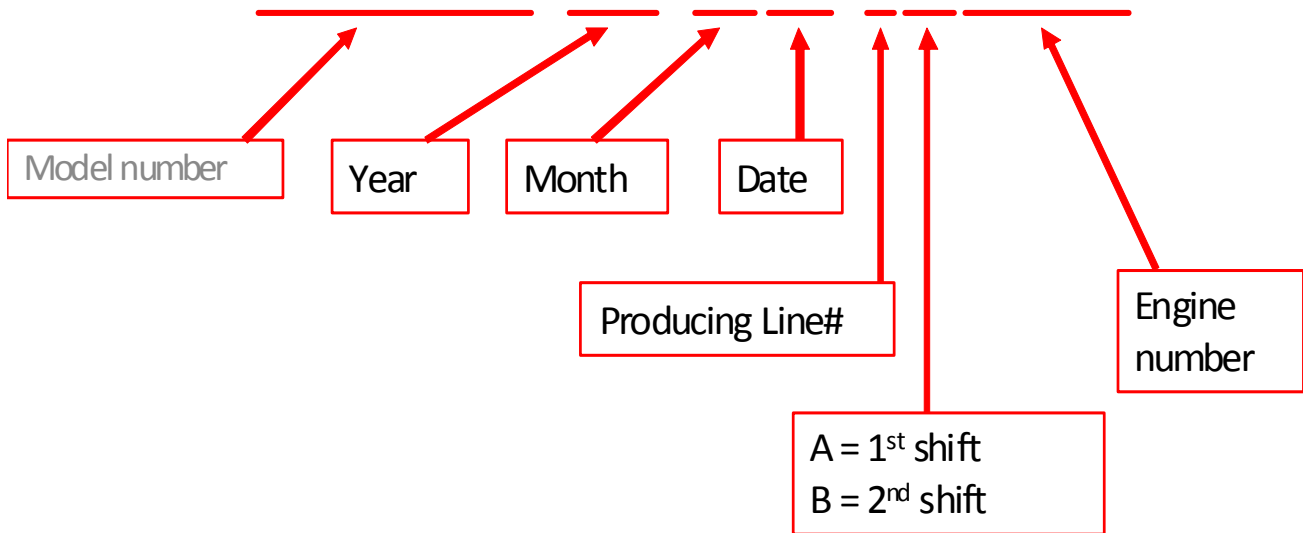 Model number
Year
Month
Date
Producing Line#
Engine
number
A = 1st shift
B = 2nd shift